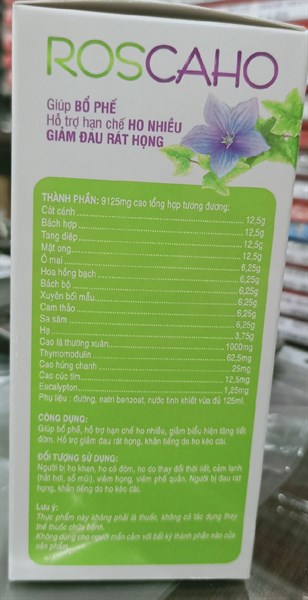 ROSCAHO
Giúp BỔ PHẾ
Hỗ trợ hạn chế HO NHIỀU
GIẢM ĐAU RÁT HỌNG
THÀNH PHẦN: 9125mg cao tổng hợp tương đương:
Cát cánh 12,5g
Bách hợp 12,5g
Tang diệp 12,5g
Mật ong 12,5g
Ô mai 6,25g
Hoa hồng bạch 6,25g
Bách bộ 6,25g
Xuyên bối mẫu 6,25g
Cam thảo 6,25g
Sa sâm 6,25g
Hẹ 3,75g
Cao lá thường xuân 1000mg
Thymomodulin 62,5mg
Cao húng chanh 25mg
Cao cúc tím 12,5mg
Eucalypton 1,25mg
Phụ liệu : đường, natri benzoat, nước tinh khiết vừa đủ 125ml.
CÔNG DỤNG:
Giúp bổ phế, hỗ trợ hạn chế ho nhiều, giảm biểu hiện tăng tiết
đờm. Hỗ trợ giảm đau rát họng, khản tiếng do ho kéo dài.
ĐỐI TƯỢNG SỬ DỤNG:
Người bị ho khan, ho có đờm, ho do thay đổi thời tiết, cảm lạnh
(hắt hơi, sổ mũi), viêm họng, viêm phế quản. Người bị đau rát
họng, khản tiếng do ho kéo dài.
Lưu ý:
Thực phẩm này không phải là thuốc, không có tác dụng thay
thế thuốc chữa bệnh.
Không dùng cho người mẫn cảm với bất kỳ thành phần nào của
sản phẩm.